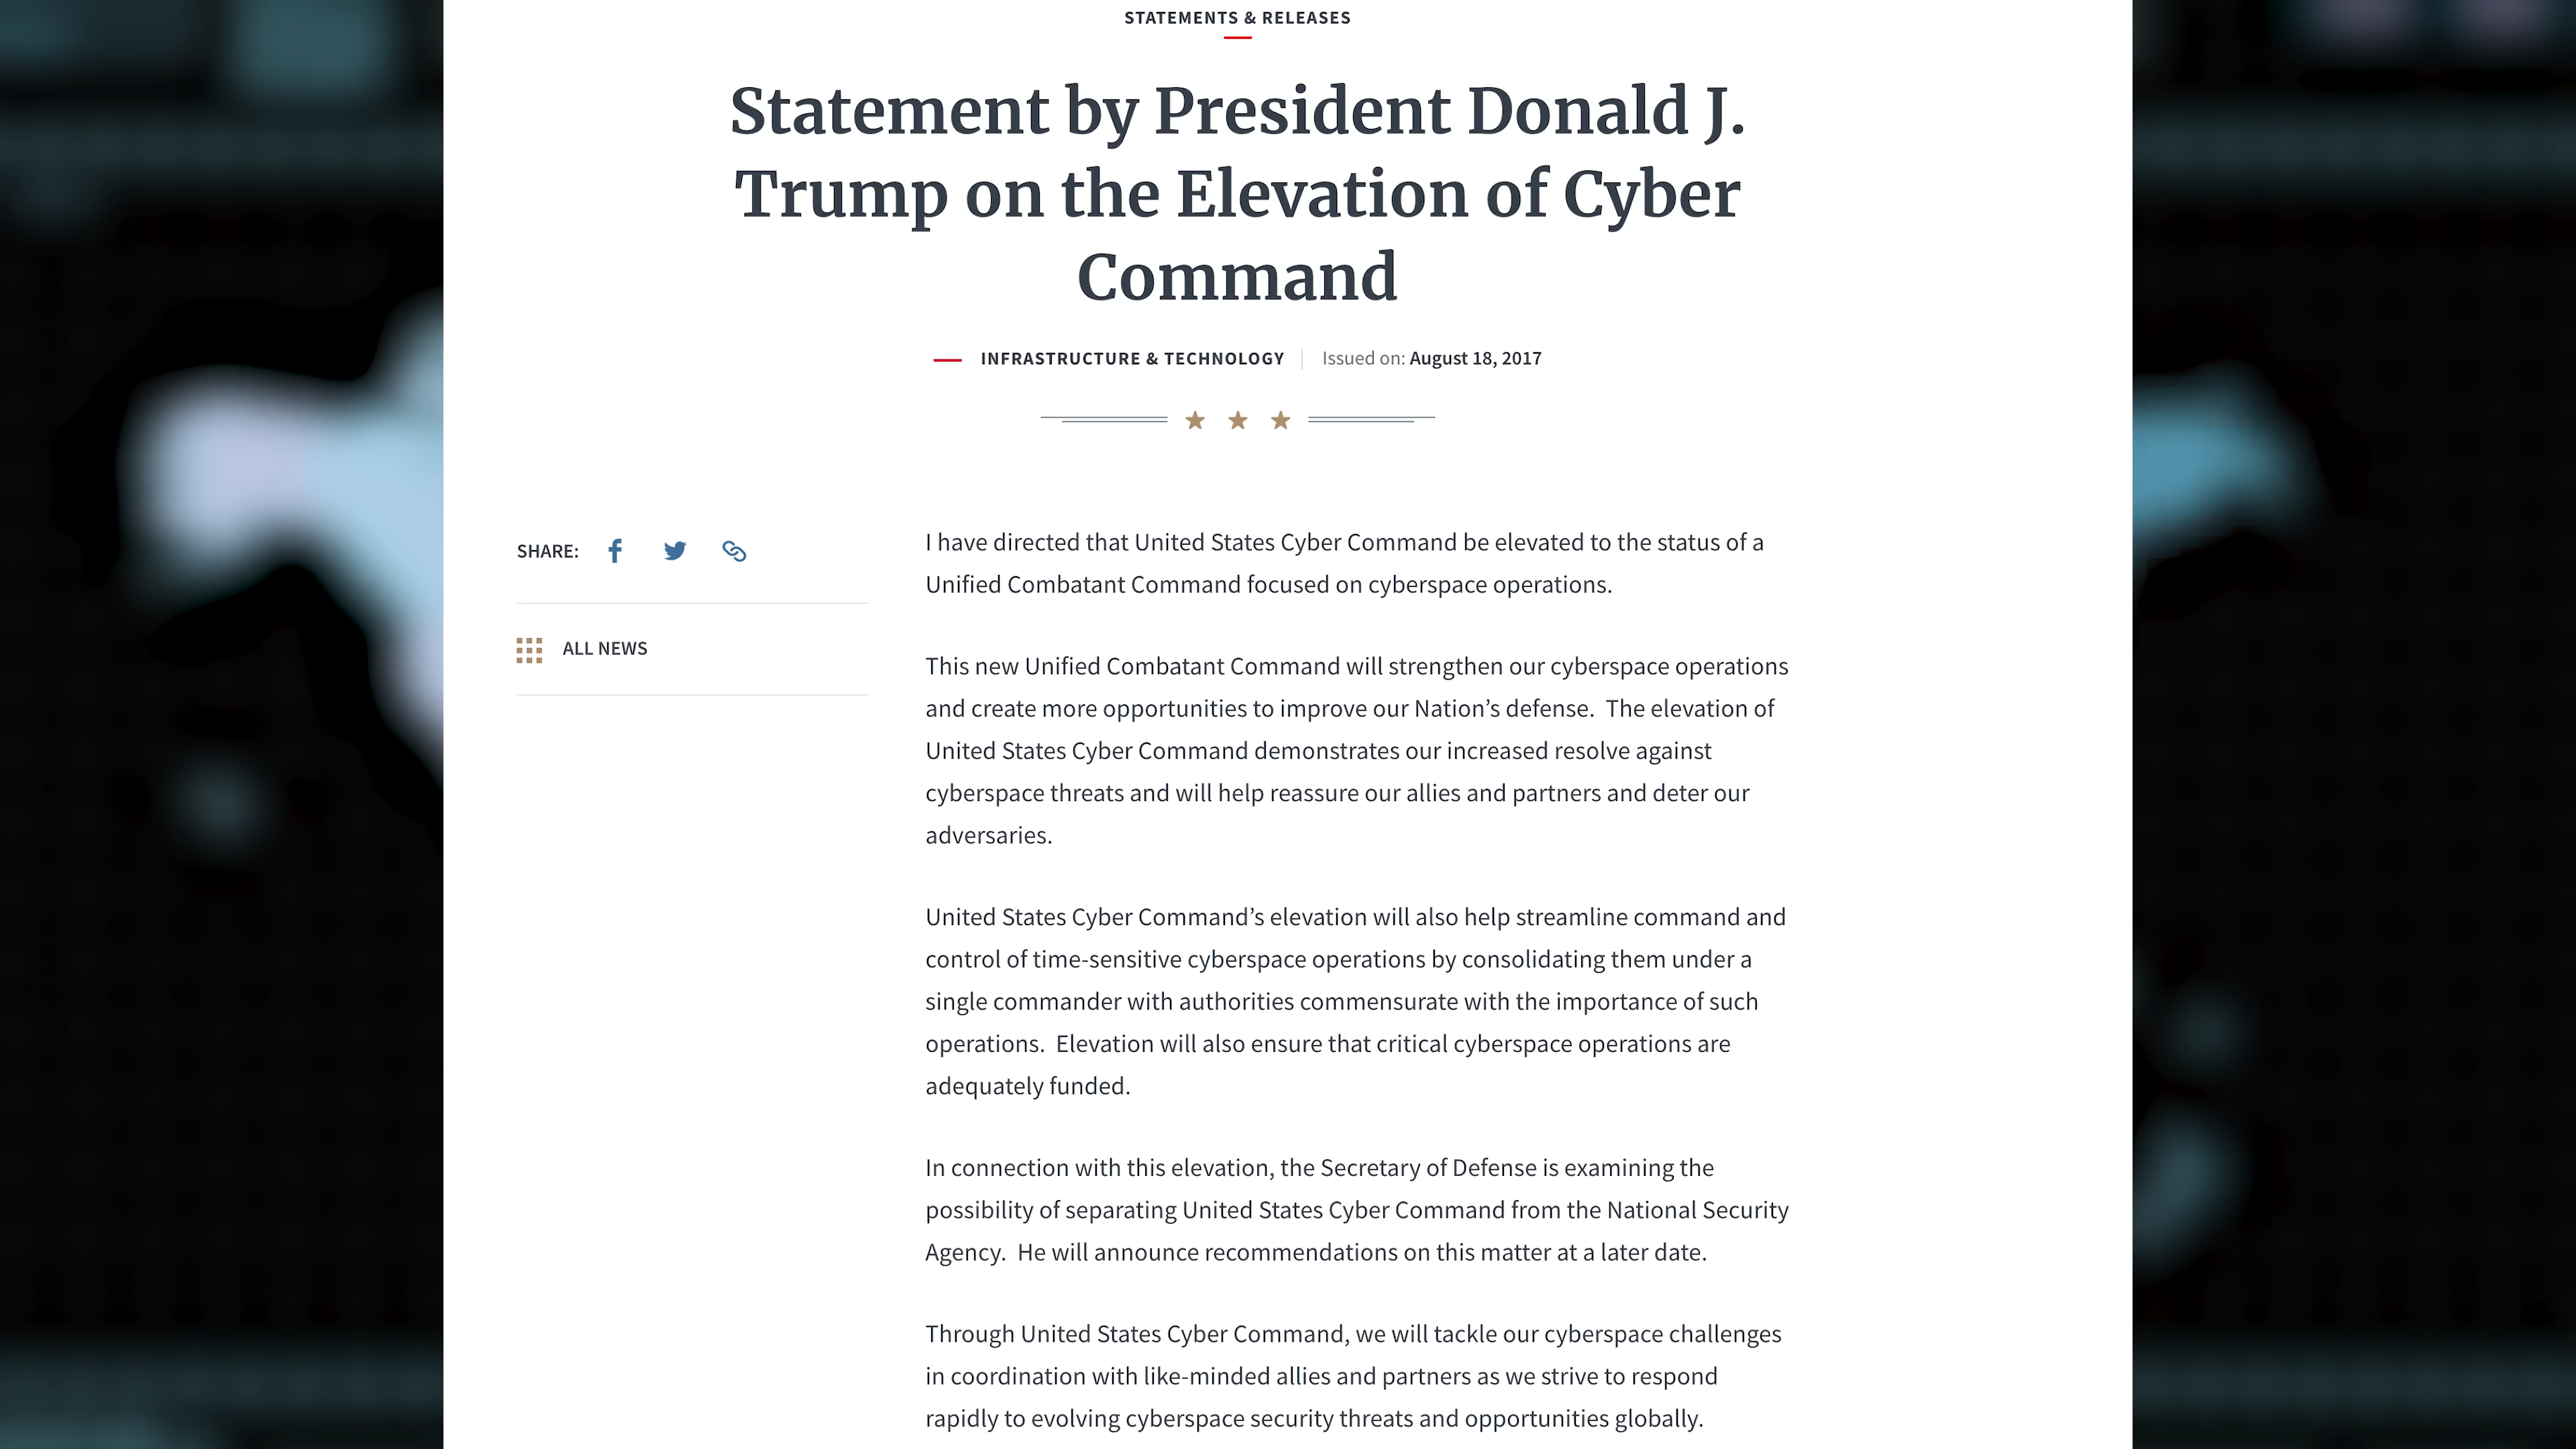 STATEMENTS & RELEASES
Statement by President Donald J.
Trump on the Elevation of Cyber
Command
INFRASTRUCTURE & TECHNOLOGY Issued on: August 18, 2017
SHARE:
ALL NEWS
I have directed that United States Cyber Command be elevated to the status of a
Unified Combatant Command focused on cyberspace operations.
This new Unified Combatant Command will strengthen our cyberspace operations
and create more opportunities to improve our Nation’s defense.  The elevation of
United States Cyber Command demonstrates our increased resolve against
cyberspace threats and will help reassure our allies and partners and deter our
adversaries.
United States Cyber Command’s elevation will also help streamline command and
control of time-sensitive cyberspace operations by consolidating them under a
single commander with authorities commensurate with the importance of such
operations.  Elevation will also ensure that critical cyberspace operations are
adequately funded.
In connection with this elevation, the Secretary of Defense is examining the
possibility of separating United States Cyber Command from the National Security
Agency.  He will announce recommendations on this matter at a later date.
Through United States Cyber Command, we will tackle our cyberspace challenges
in coordination with like-minded allies and partners as we strive to respond
rapidly to evolving cyberspace security threats and opportunities globally.